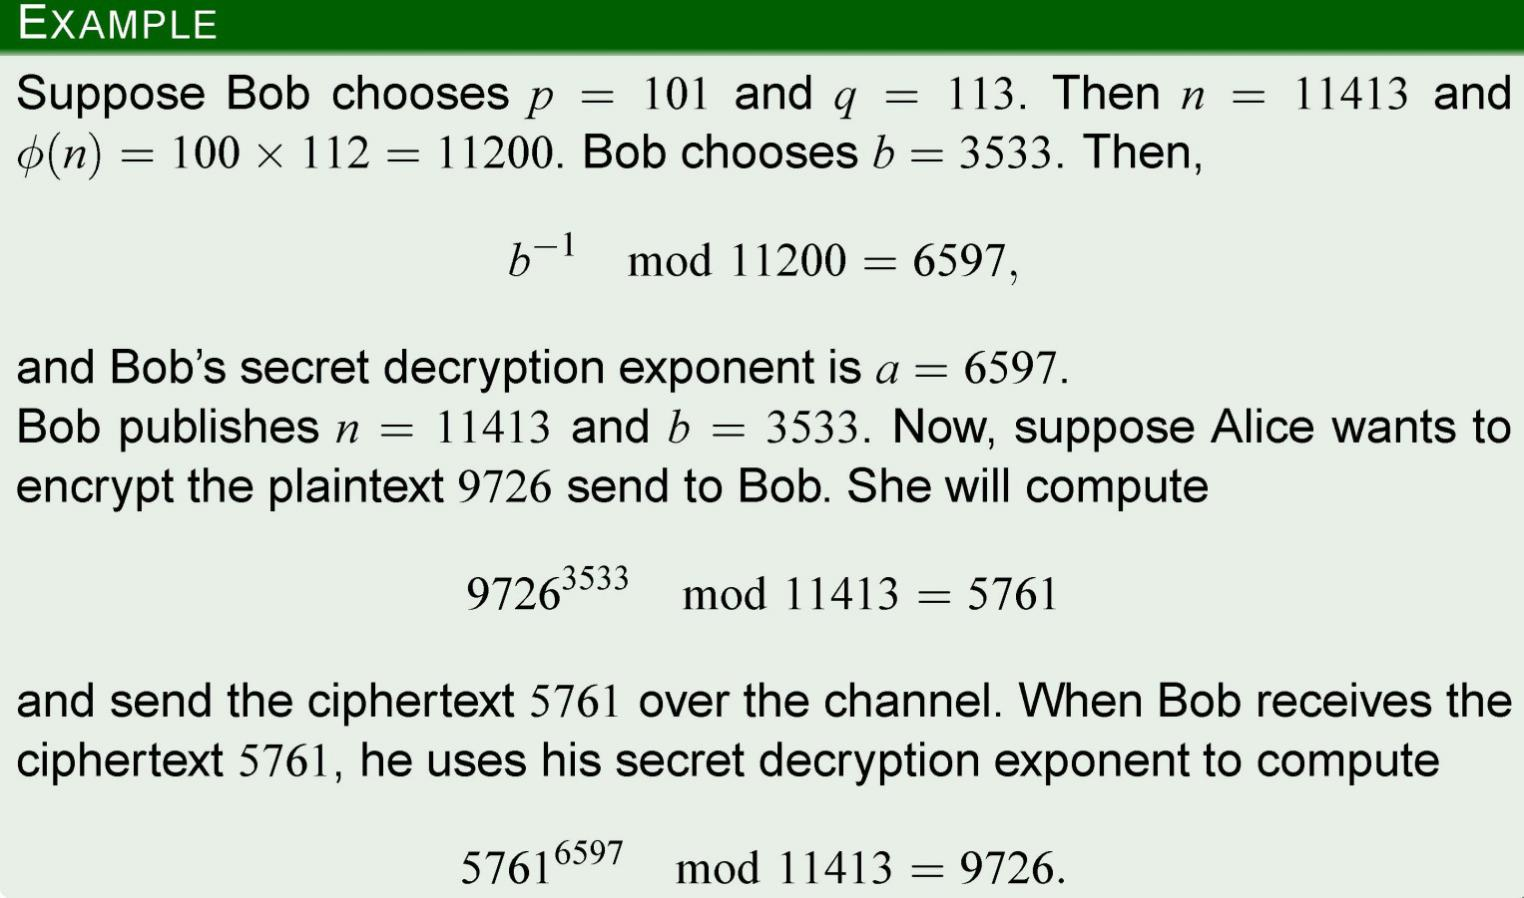 EXAMPLE
Suppose Bob chooses p = 101 and q = 113. Then n = 11413 and
ϕ(n) = 100 × 112 = 11200. Bob chooses b = 3533. Then,
b⁻¹ mod 11200 = 6597,
and Bob’s secret decryption exponent is a = 6597.
Bob publishes n = 11413 and b = 3533. Now, suppose Alice wants to
encrypt the plaintext 9726 send to Bob. She will compute
9726³⁵³³ mod 11413 = 5761
and send the ciphertext 5761 over the channel. When Bob receives the
ciphertext 5761, he uses his secret decryption exponent to compute
5761⁶⁵⁹⁷ mod 11413 = 9726.